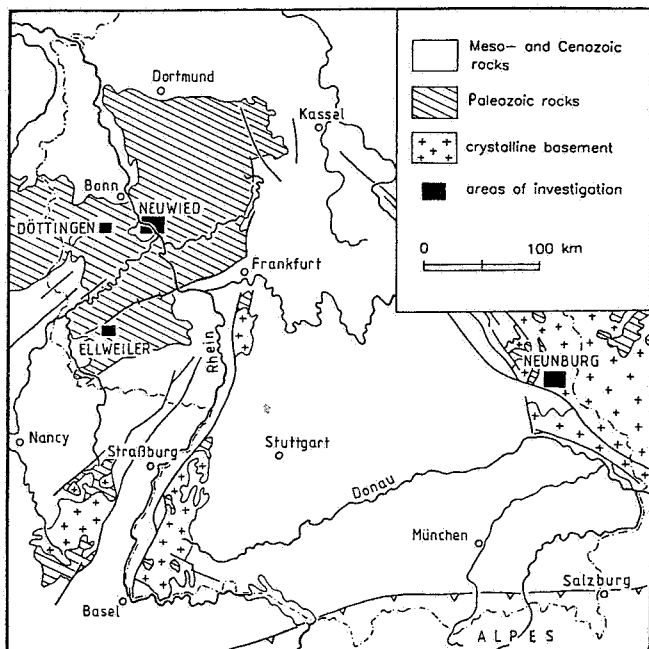 Meso- and Cenozoic
rocks
Paleozoic rocks
crystalline basement
areas of investigation
0 100 km
Dortmund
Kassel
Bonn
NEUWIED
DÖTTINGEN
Frankfurt
ELLWEILER
Rhein
NEUNBURG
Nancy
Straßburg
Stuttgart
Donau
München
Salzburg
Basel
ALPES